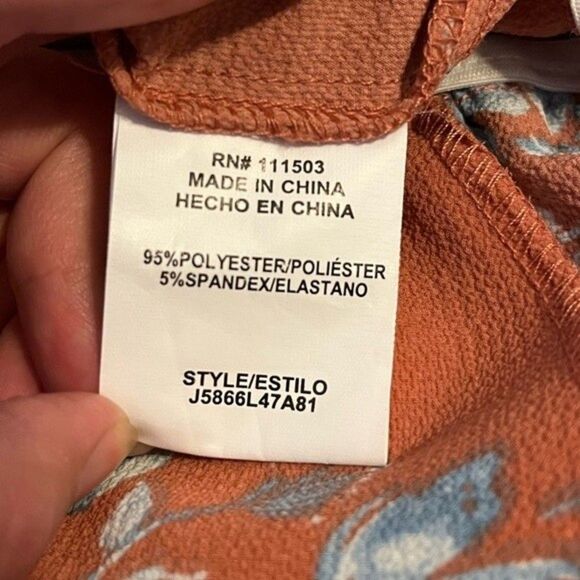 RN# 111503
MADE IN CHINA
HECHO EN CHINA
95%POLYESTER/POLIÉSTER
5%SPANDEX/ELASTANO
STYLE/ESTILO
J5866L47A81